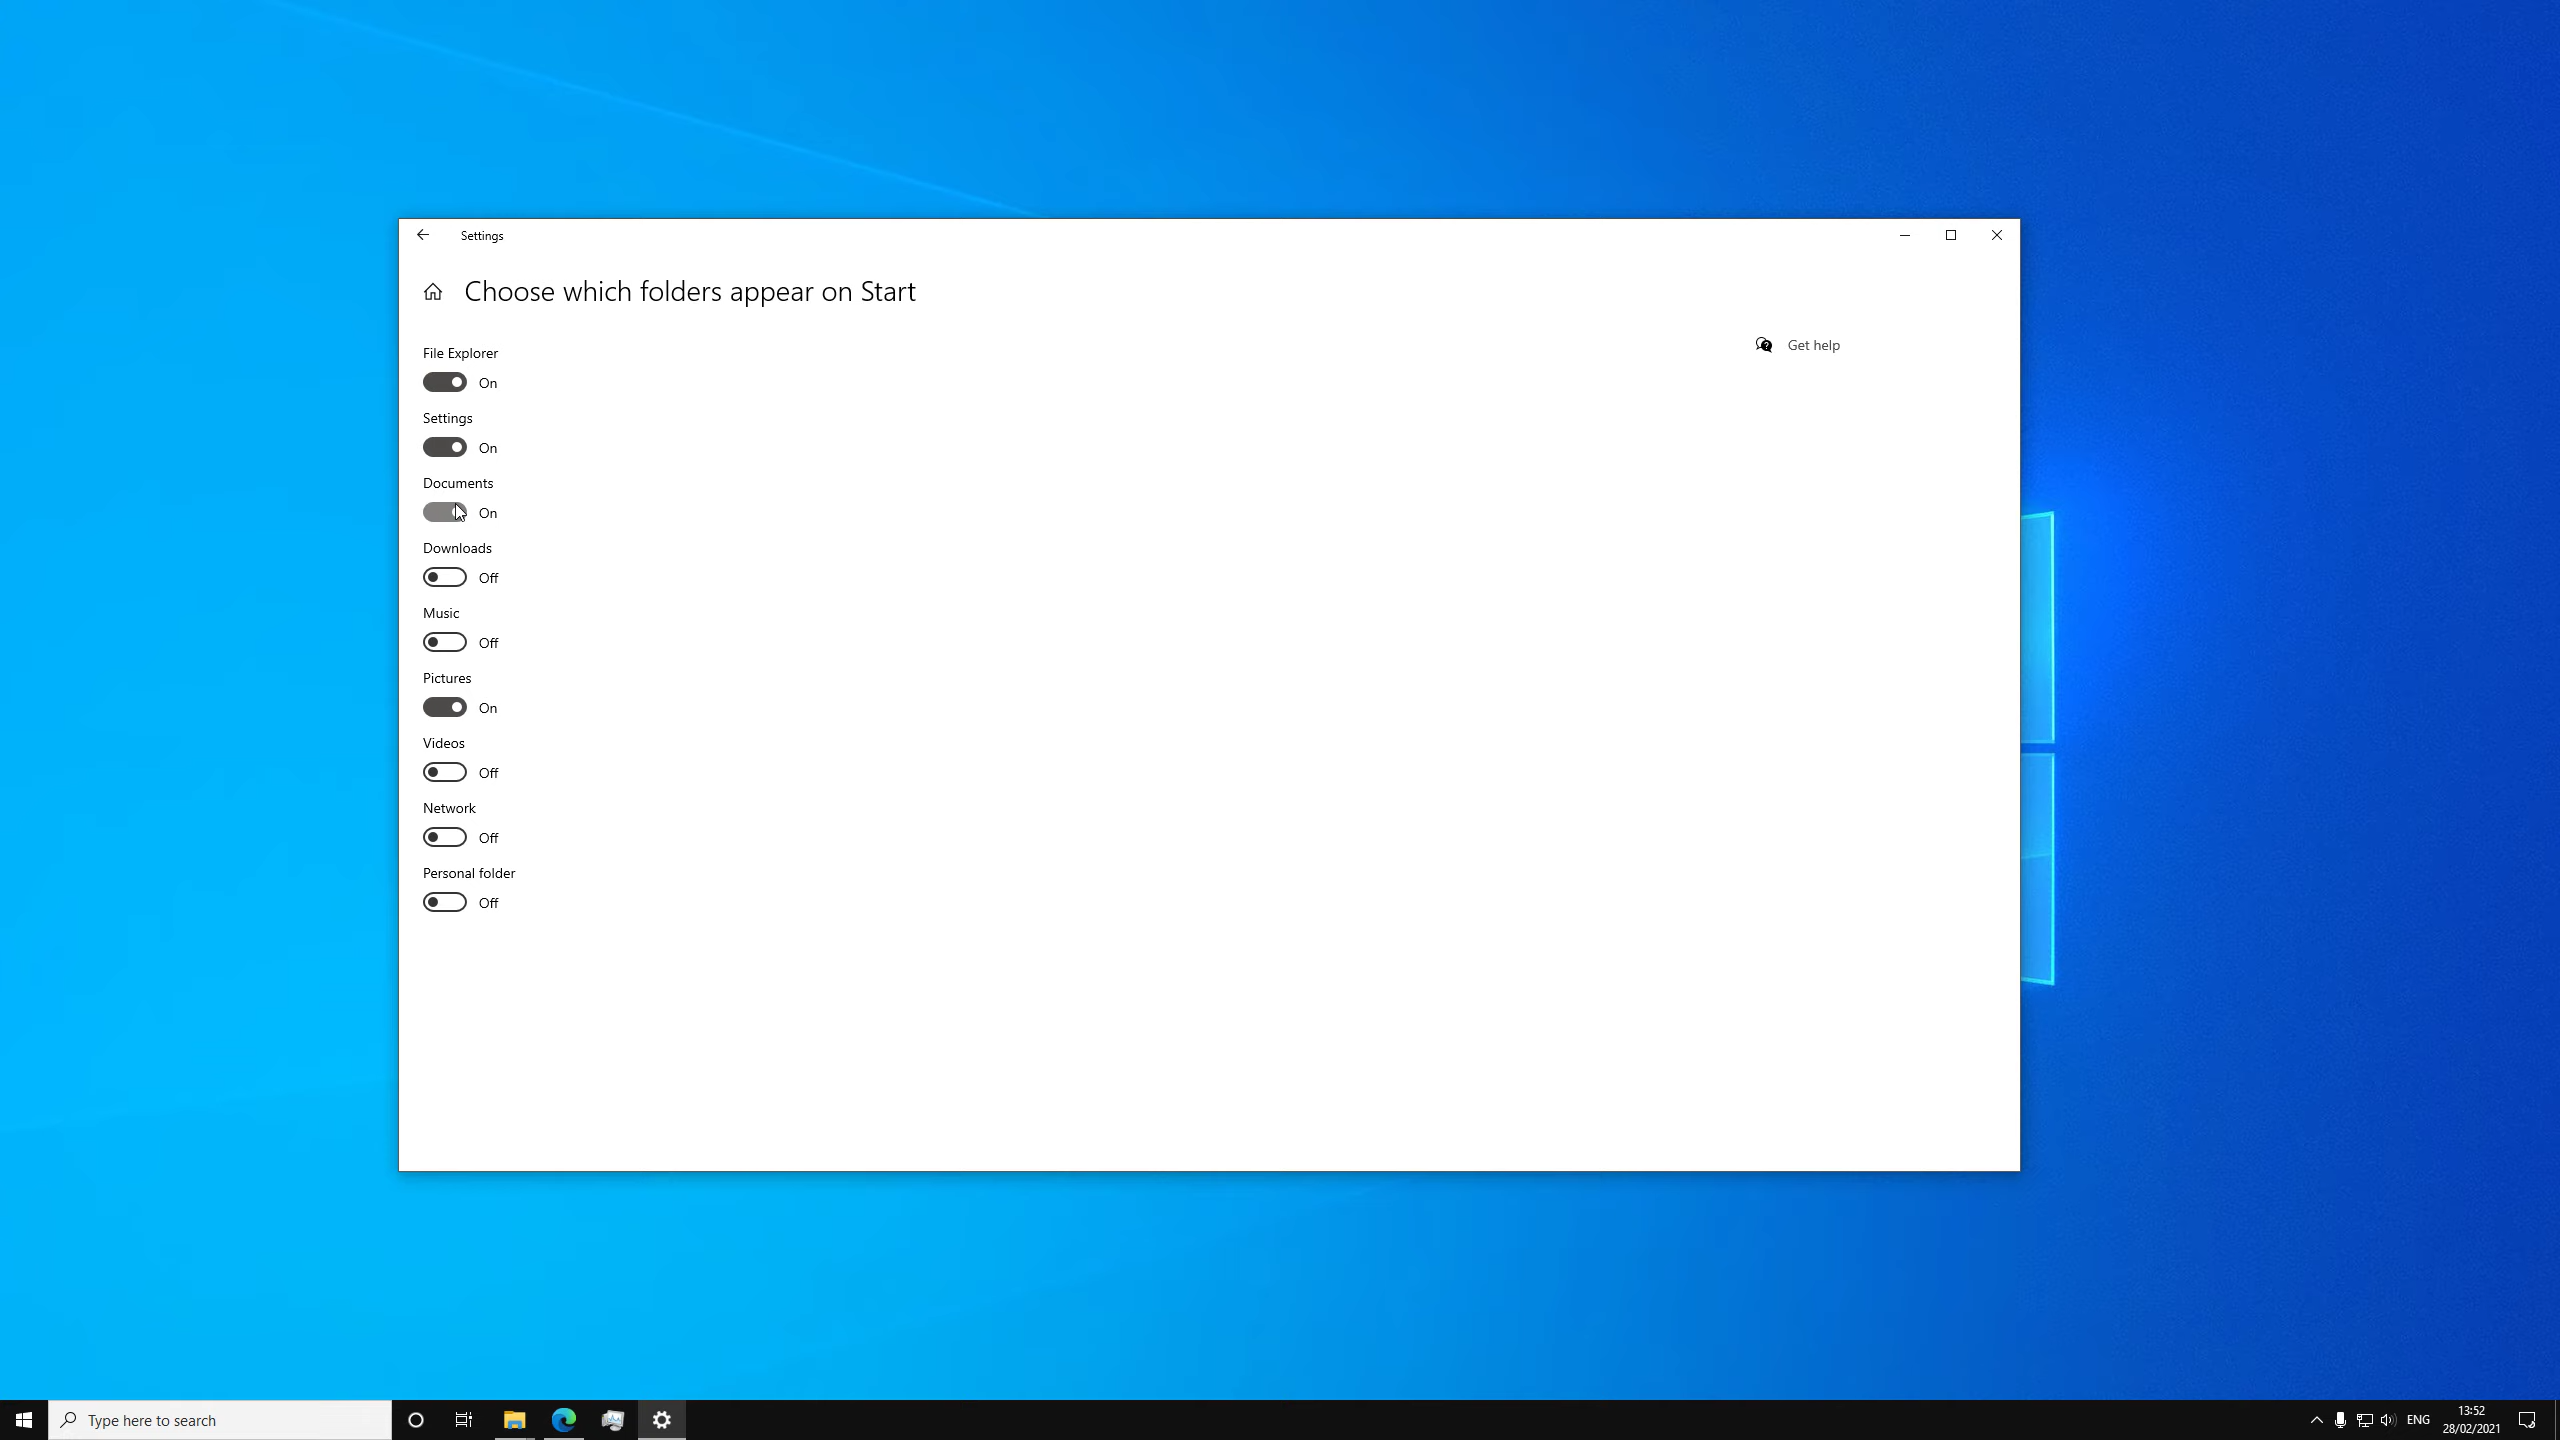 Settings
Choose which folders appear on Start
Get help
File Explorer
On
Settings
On
Documents
On
Downloads
Off
Music
Off
Pictures
On
Videos
Off
Network
Off
Personal folder
Off
Type here to search
ENG
13:52
28/02/2021